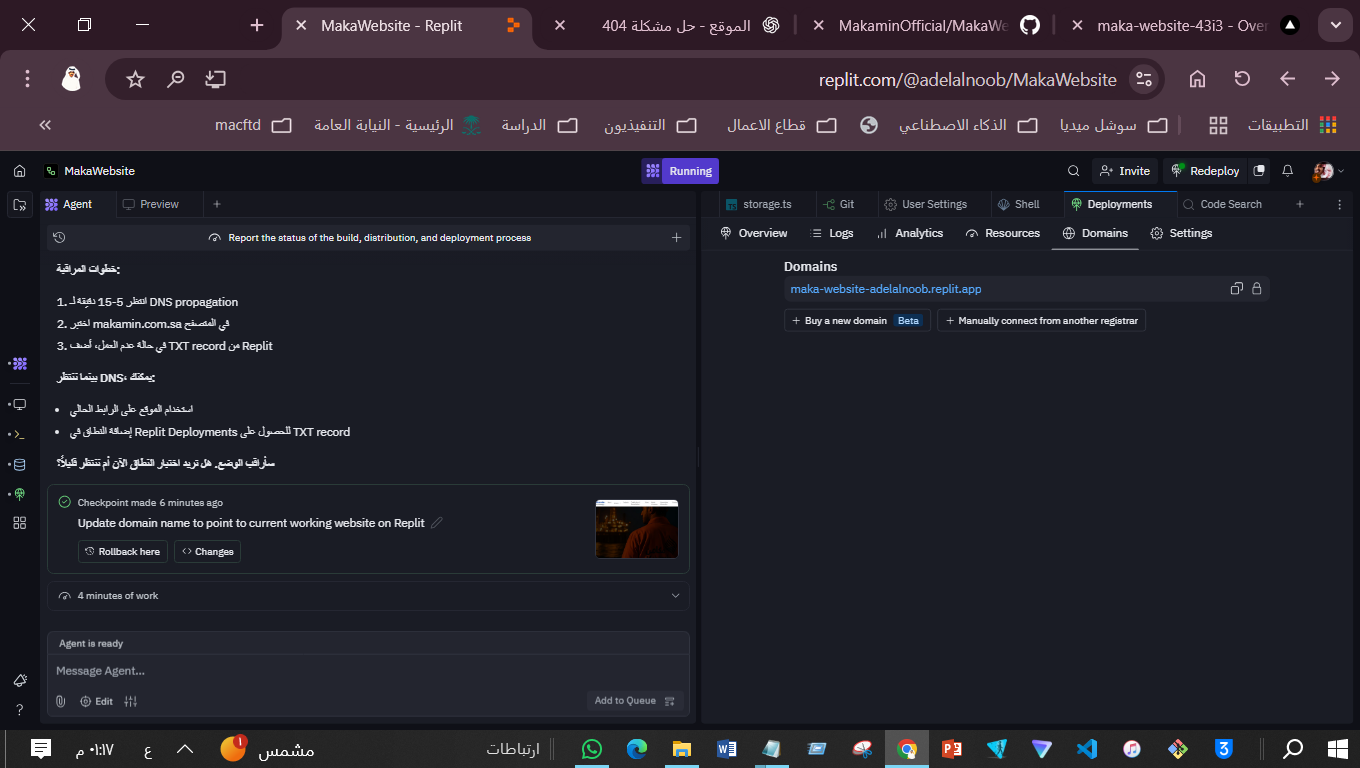 MakaWebsite - Replit
الموقع - حل مشكلة 404
MakaminOfficial/MakaWe
maka-website-43i3 - Over
replit.com/@adelalnoob/MakaWebsite
التطبيقات
سوشل ميديا
الذكاء الاصطناعي
قطاع الاعمال
التنفيذيون
الدراسة
الرئيسية - النيابة العامة
macftd
MakaWebsite
Running
Invite
Redeploy
Agent
Preview
storage.ts
Git
User Settings
Shell
Deployments
Code Search
Report the status of the build, distribution, and deployment process
Overview
Logs
Analytics
Resources
Domains
Settings
خطوات المراقبة:
1. انتظر 5-15 دقيقة لـ DNS propagation
2. اختبر makamin.com.sa في المتصفح
3. في حالة عدم العمل، أضف TXT record من Replit
بينما ننتظر DNS، يمكنك:
• استخدام الموقع على الرابط الحالي
• إضافة النطاق في Replit Deployments للحصول على TXT record
سأراقب الوضع. هل تريد اختبار النطاق الآن أم ننتظر قليلاً؟
Checkpoint made 6 minutes ago
Update domain name to point to current working website on Replit
Rollback here
Changes
4 minutes of work
Agent is ready
Message Agent...
Edit
Add to Queue
Domains
maka-website-adelalnoob.replit.app
+ Buy a new domain Beta
+ Manually connect from another registrar
٠١:١٧ م
ع
1
مشمس
ارتباطات